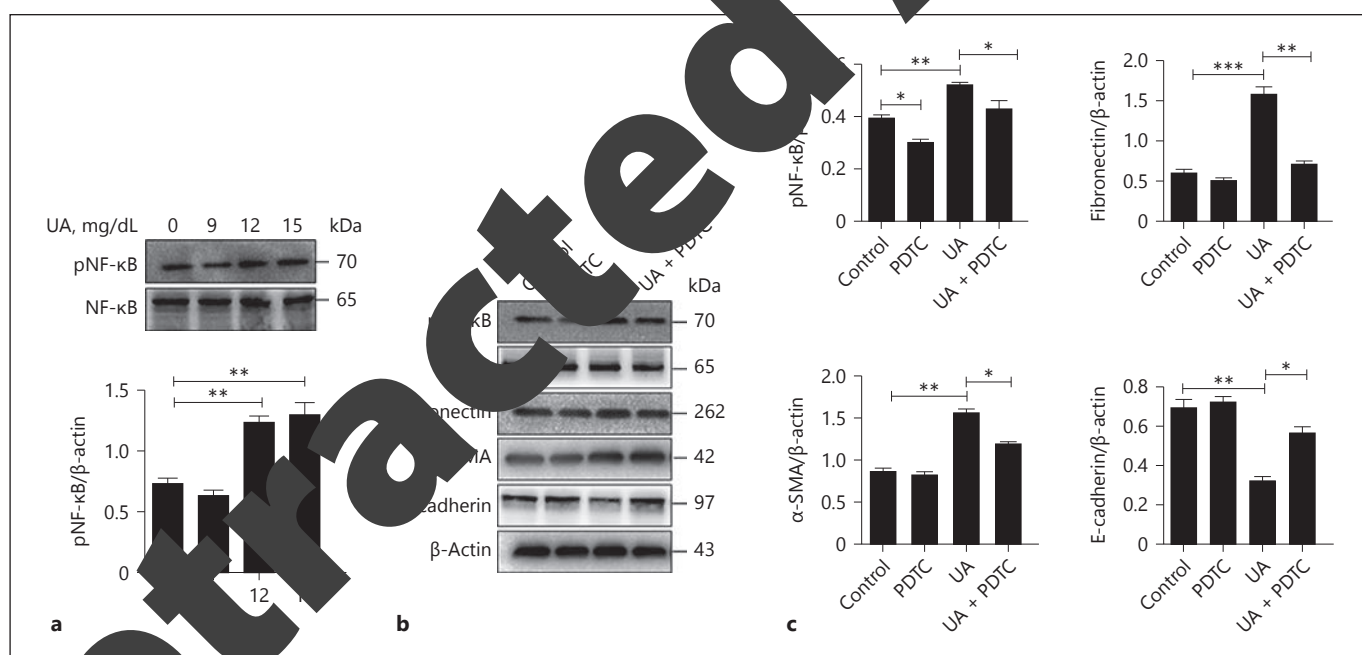 UA, mg/dL 0 9 12 15 kDa
pNF-κB 70
NF-κB 65
**
**
pNF-κB/β-actin
1.5
1.0
0.5
0
12
a
UA + PDTC
kDa
70
65
262
42
97
β-Actin 43
b
pNF-κB/
0.4
0.2
0
*
**
*
Control PDTC UA UA + PDTC
Fibronectin/β-actin
2.0
1.5
1.0
0.5
0
***
**
Control PDTC UA UA + PDTC
α-SMA/β-actin
2.0
1.5
1.0
0.5
0
**
*
Control PDTC UA UA + PDTC
E-cadherin/β-actin
0.8
0.6
0.4
0.2
0
**
*
Control PDTC UA UA + PDTC
c